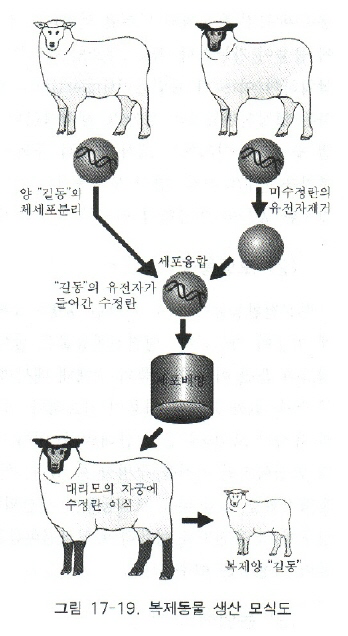 양 "길동"의
체세포분리
미수정란의
유전자제거
세포융합
"길동"의 유전자가
들어간 수정란
세포배양
대리모의 자궁에
수정란 이식
복제양 "길동"
그림 17-19. 복제동물 생산 모식도